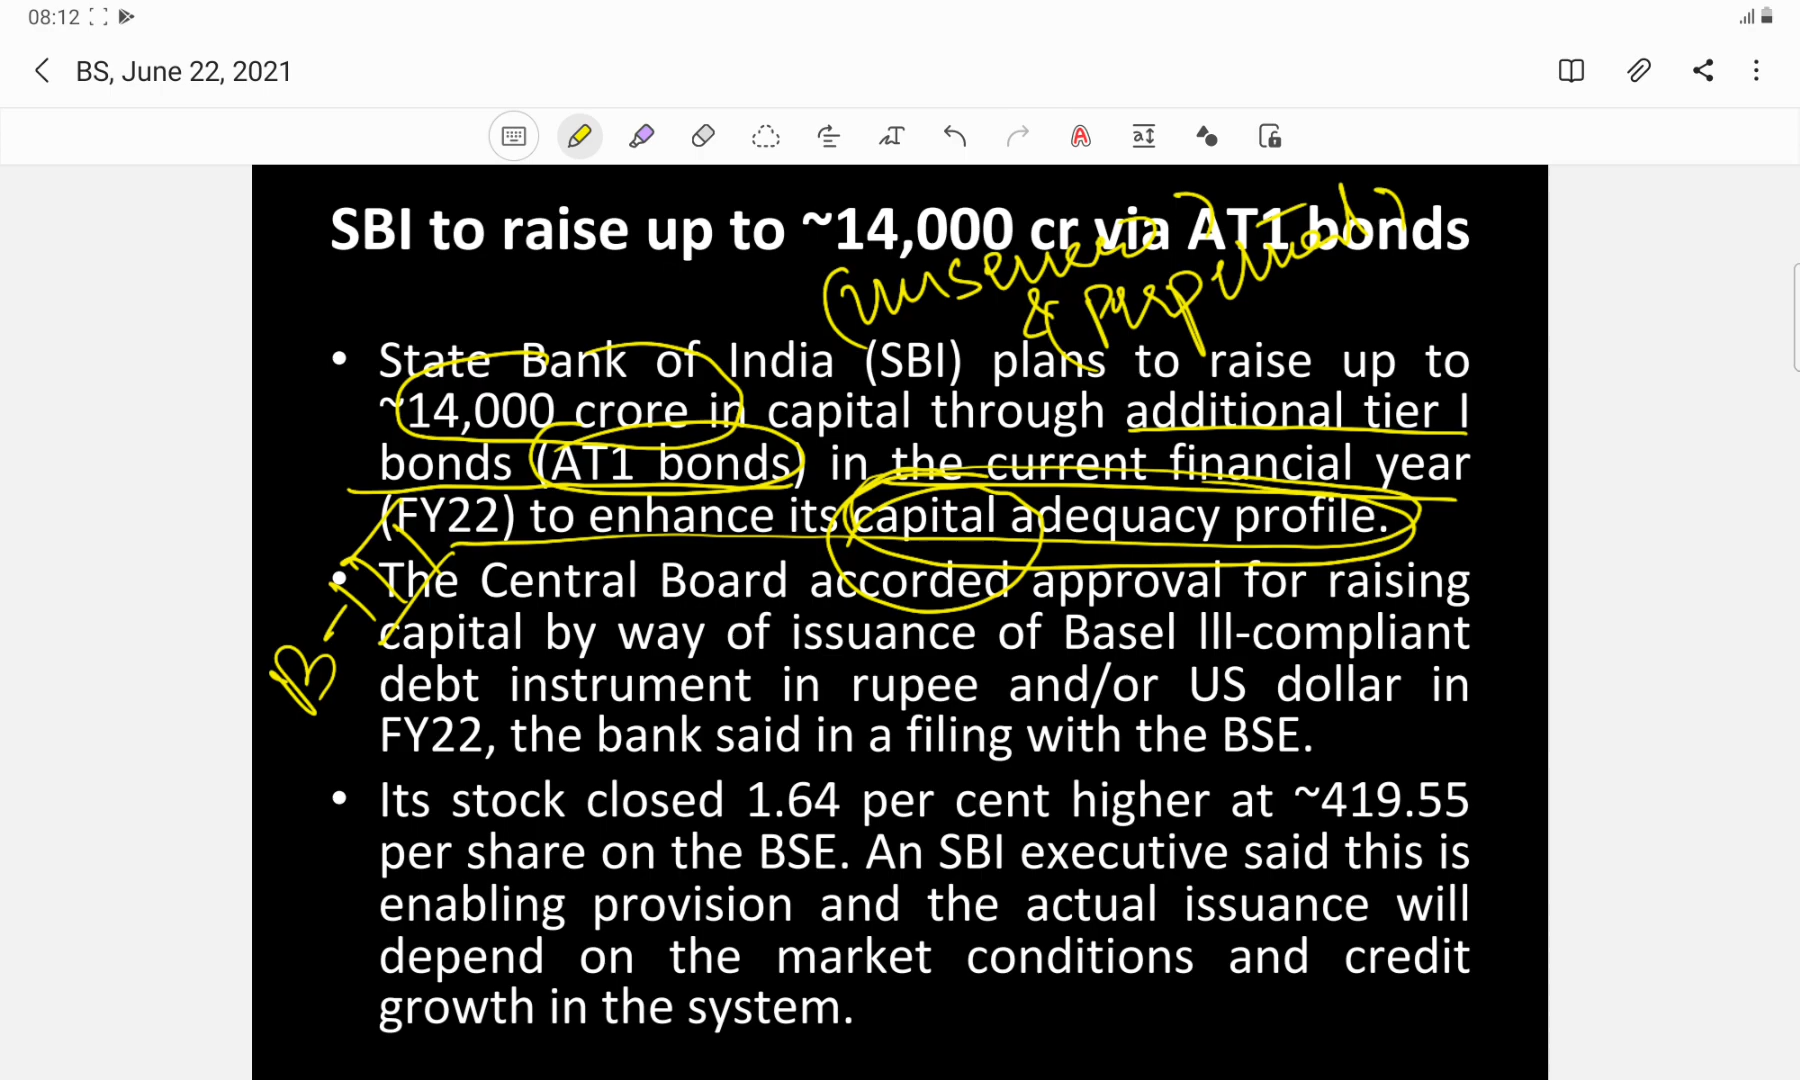 08:12
BS, June 22, 2021
SBI to raise up to ~14,000 cr via AT1 bonds
(unsecured)
& (perpetual)
• State Bank of India (SBI) plans to raise up to
~14,000 crore in capital through additional tier I
bonds (AT1 bonds) in the current financial year
(FY22) to enhance its capital adequacy profile.
• The Central Board accorded approval for raising
capital by way of issuance of Basel lll-compliant
debt instrument in rupee and/or US dollar in
FY22, the bank said in a filing with the BSE.
• Its stock closed 1.64 per cent higher at ~419.55
per share on the BSE. An SBI executive said this is
enabling provision and the actual issuance will
depend on the market conditions and credit
growth in the system.